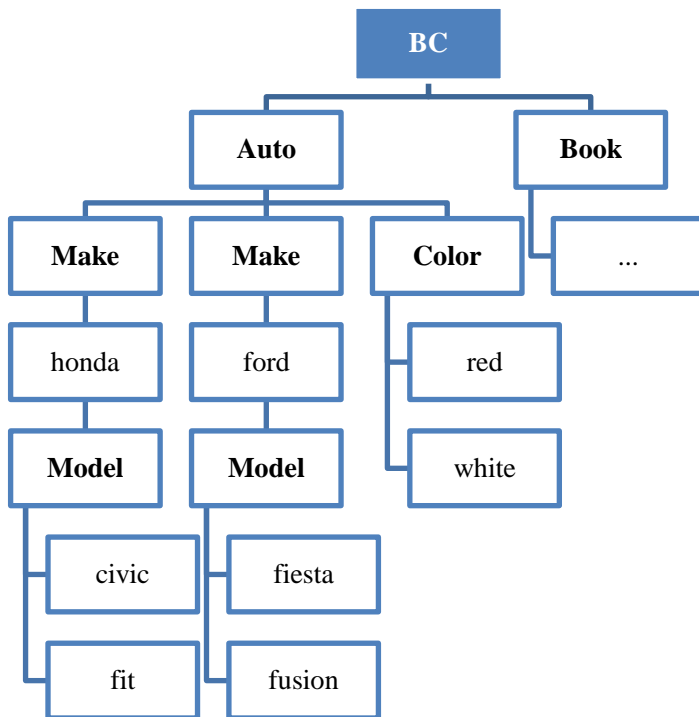 BC
Auto
Book
Make
Make
Color
...
honda
ford
red
Model
Model
white
civic
fiesta
fit
fusion